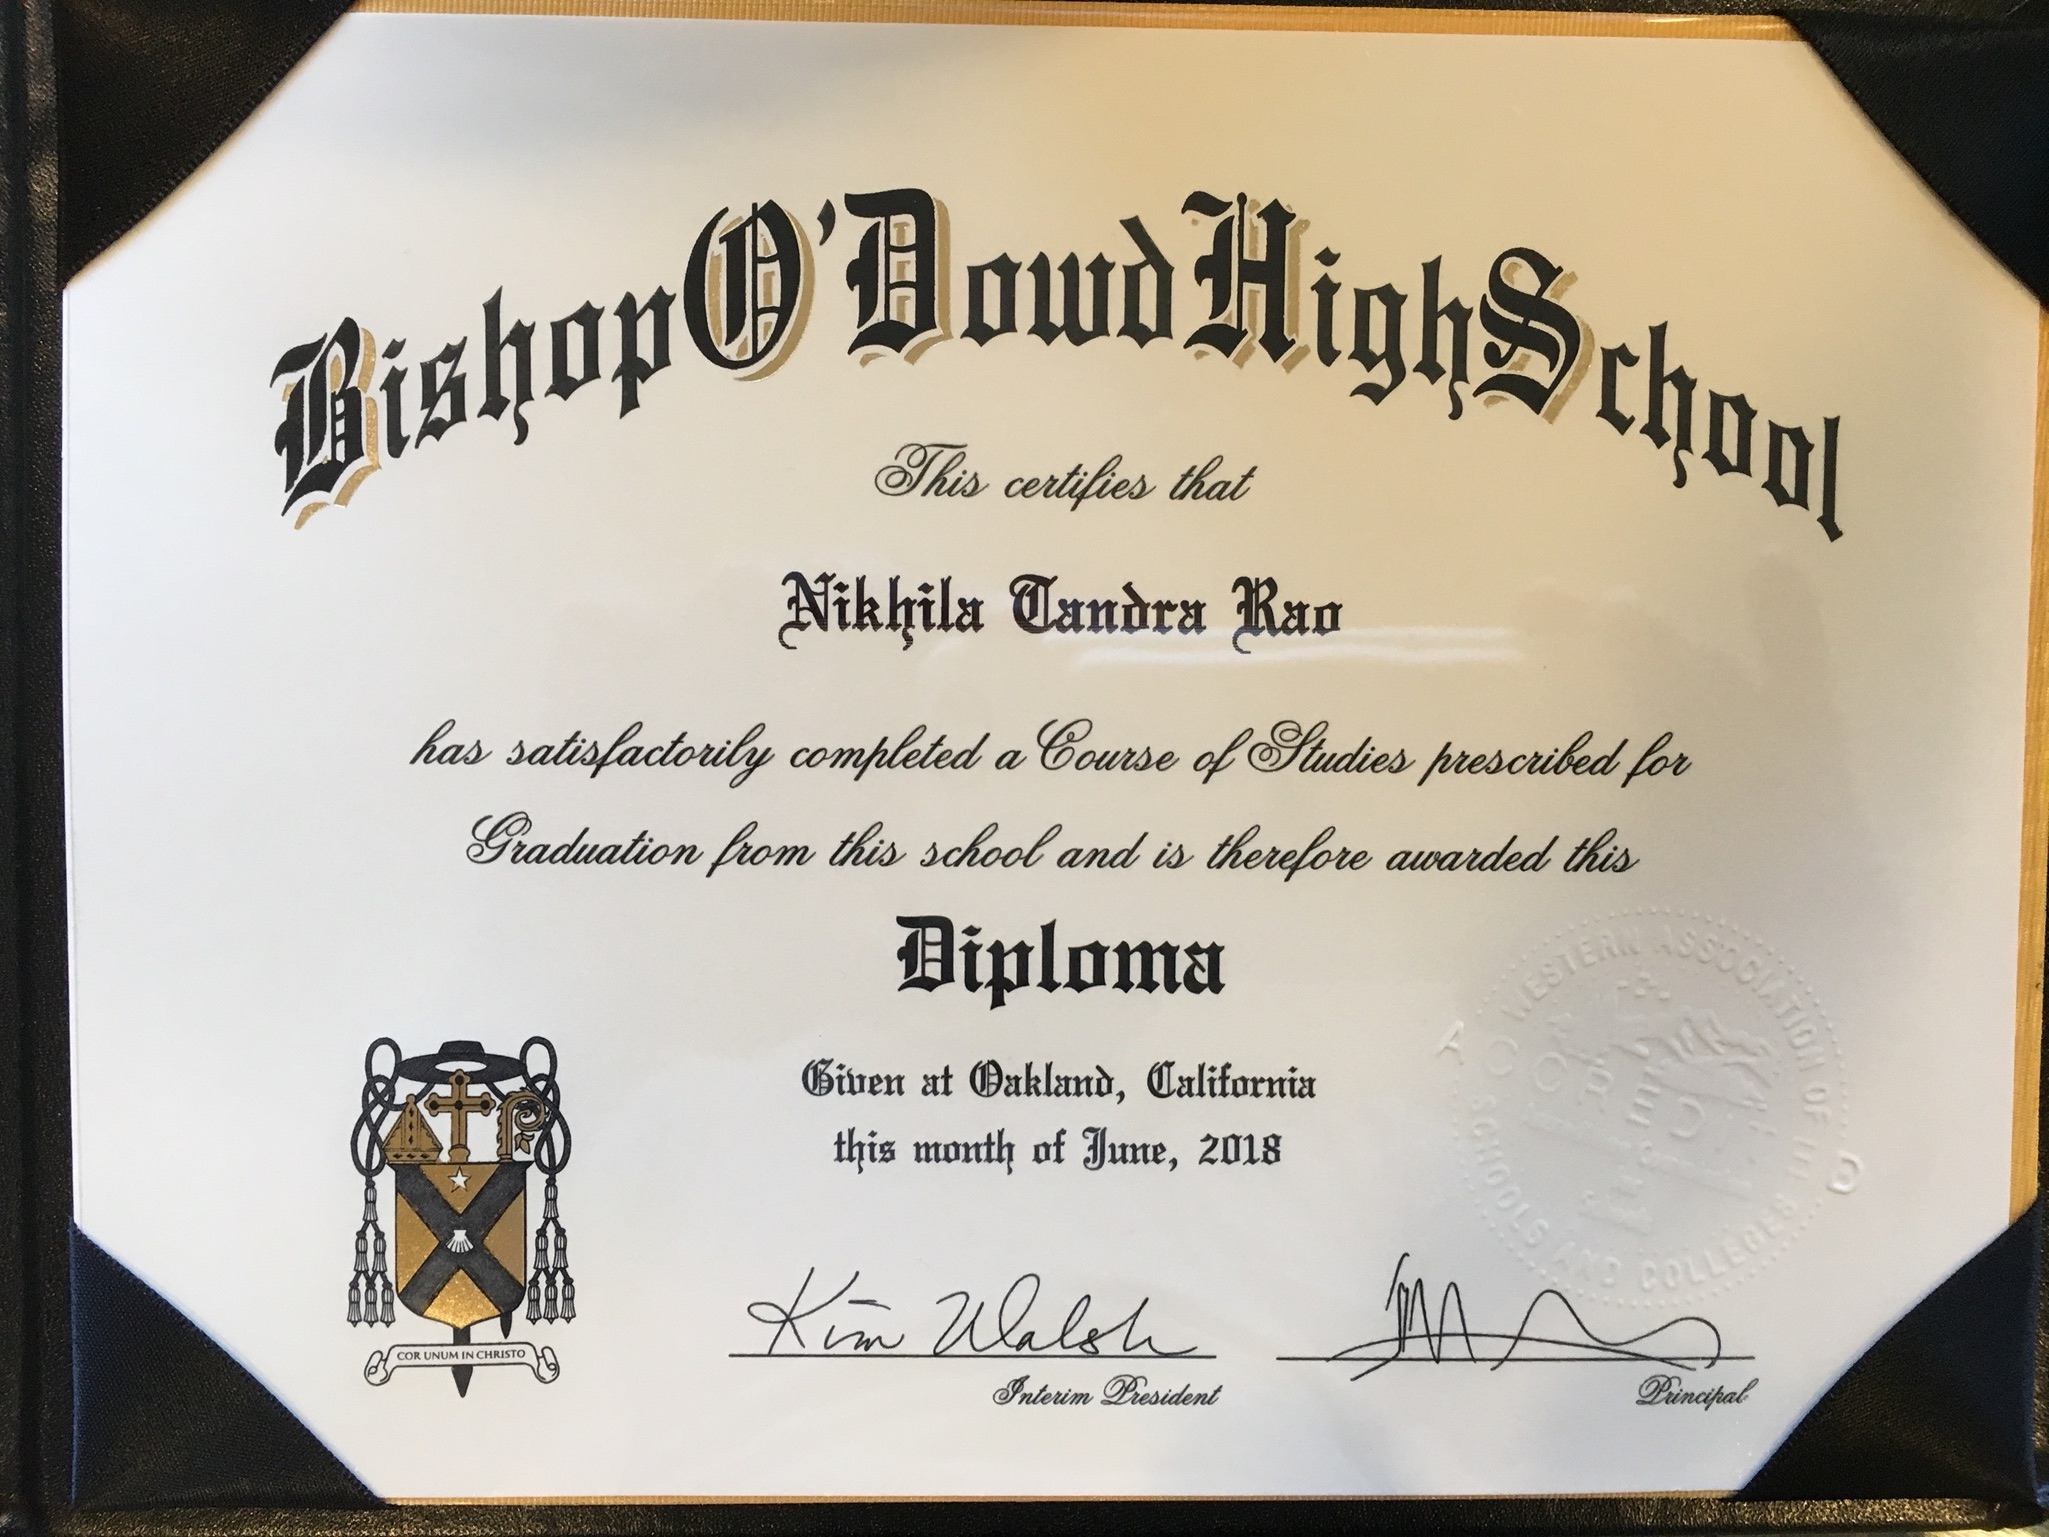 Bishop O'Dowd High School
This certifies that
Nikhila Tandra Rao
has satisfactorily completed a Course of Studies prescribed for
Graduation from this school and is therefore awarded this
Diploma
Given at Oakland, California
this month of June, 2018
WESTERN ASSOCIATION OF
ACCREDITED
SCHOOLS AND COLLEGES
COR UNUM IN CHRISTO
Kim Walsh
Interim President
Principal